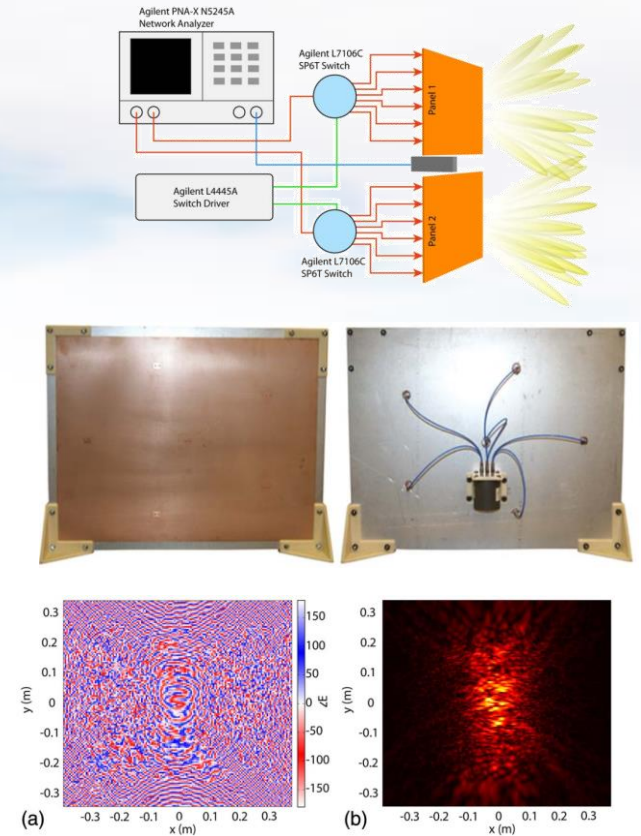 Agilent PNA-X N5245A
Network Analyzer
Agilent L7106C
SP6T Switch
Panel 1
Agilent L4445A
Switch Driver
Panel 2
Agilent L7106C
SP6T Switch
0.3
0.2
0.1
0
-0.1
-0.2
-0.3
y (m)
-0.3 -0.2 -0.1 0 0.1 0.2 0.3
x (m)
150
100
50
0
-50
-100
-150
∠E
(a)
0.3
0.2
0.1
0
-0.1
-0.2
-0.3
y (m)
-0.3 -0.2 -0.1 0 0.1 0.2 0.3
x (m)
(b)